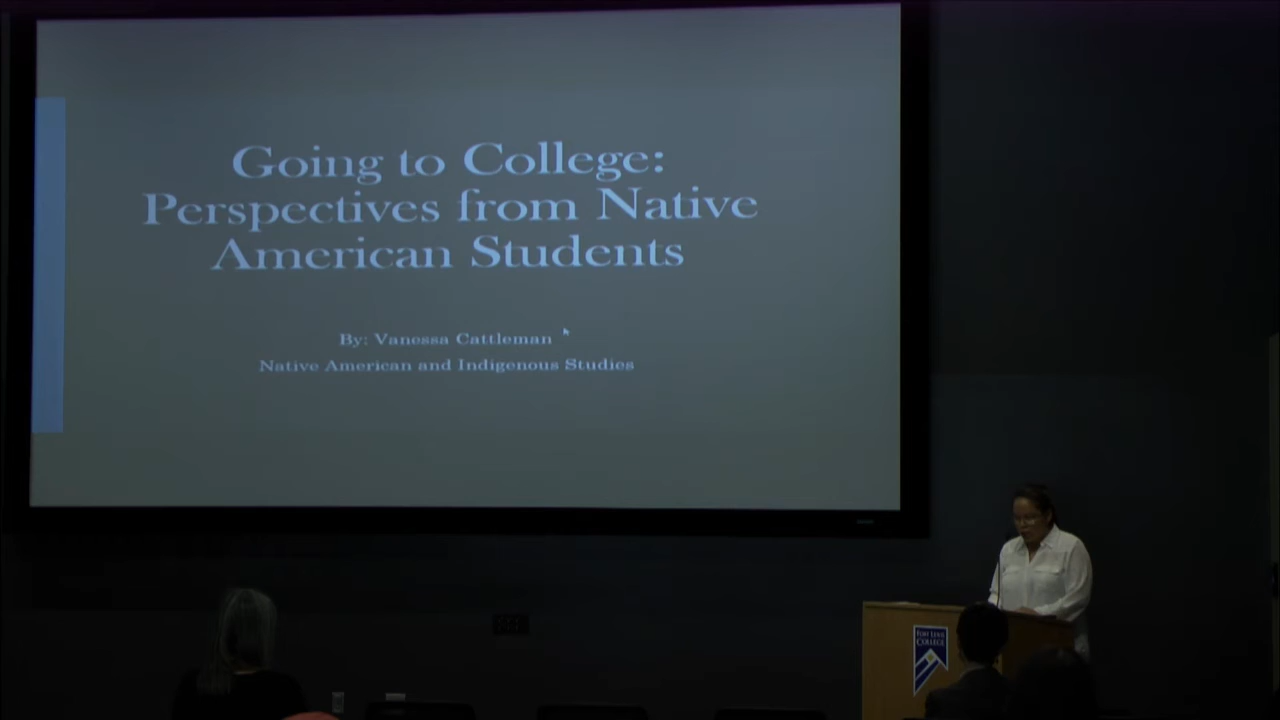 Going to College:
Perspectives from Native
American Students
By: Vanessa Cattleman
Native American and Indigenous Studies
FORT LEWIS
COLLEGE